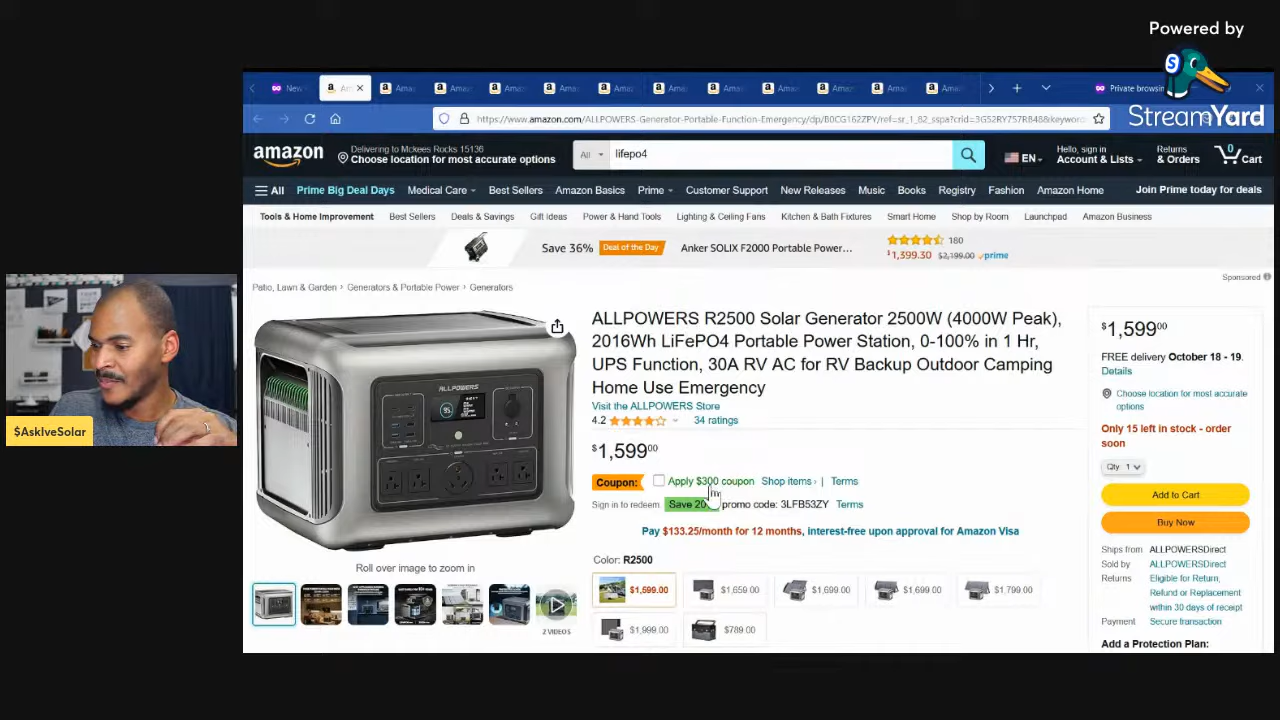 Powered by
StreamYard
New
Amaz
Private browsin
https://www.amazon.com/ALLPOWERS-Generator-Portable-Function-Emergency/dp/B0CG162ZPY/ref=sr_1_82_sspa?crid=3G52RY757RB48&keyword
amazon
Delivering to Mckees Rocks 15136
Choose location for most accurate options
All
lifepo4
EN
Hello, sign in
Account & Lists
Returns
& Orders
0
Cart
All
Prime Big Deal Days
Medical Care
Best Sellers
Amazon Basics
Prime
Customer Support
New Releases
Music
Books
Registry
Fashion
Amazon Home
Join Prime today for deals
Tools & Home Improvement
Best Sellers
Deals & Savings
Gift Ideas
Power & Hand Tools
Lighting & Ceiling Fans
Kitchen & Bath Fixtures
Smart Home
Shop by Room
Launchpad
Amazon Business
Save 36%
Deal of the Day
Anker SOLIX F2000 Portable Power...
180
$1,399.30 $2,199.00 prime
Sponsored
Patio, Lawn & Garden › Generators & Portable Power › Generators
ALLPOWERS
95
Roll over image to zoom in
2 VIDEOS
ALLPOWERS R2500 Solar Generator 2500W (4000W Peak),
2016Wh LiFePO4 Portable Power Station, 0-100% in 1 Hr,
UPS Function, 30A RV AC for RV Backup Outdoor Camping
Home Use Emergency
Visit the ALLPOWERS Store
4.2
34 ratings
$1,599.00
Coupon:
Apply $300 coupon Shop items › | Terms
Sign in to redeem. Save 20 promo code: 3LFB53ZY Terms
Pay $133.25/month for 12 months, interest-free upon approval for Amazon Visa
Color: R2500
$1,599.00
$1,659.00
$1,699.00
$1,699.00
$1,799.00
$1,999.00
$789.00
$1,599.00
FREE delivery October 18 - 19.
Details
Choose location for most accurate
options
Only 15 left in stock - order
soon
Qty: 1
Add to Cart
Buy Now
Ships from ALLPOWERSDirect
Sold by ALLPOWERSDirect
Returns Eligible for Return,
Refund or Replacement
within 30 days of receipt
Payment Secure transaction
Add a Protection Plan:
$AskIveSolar